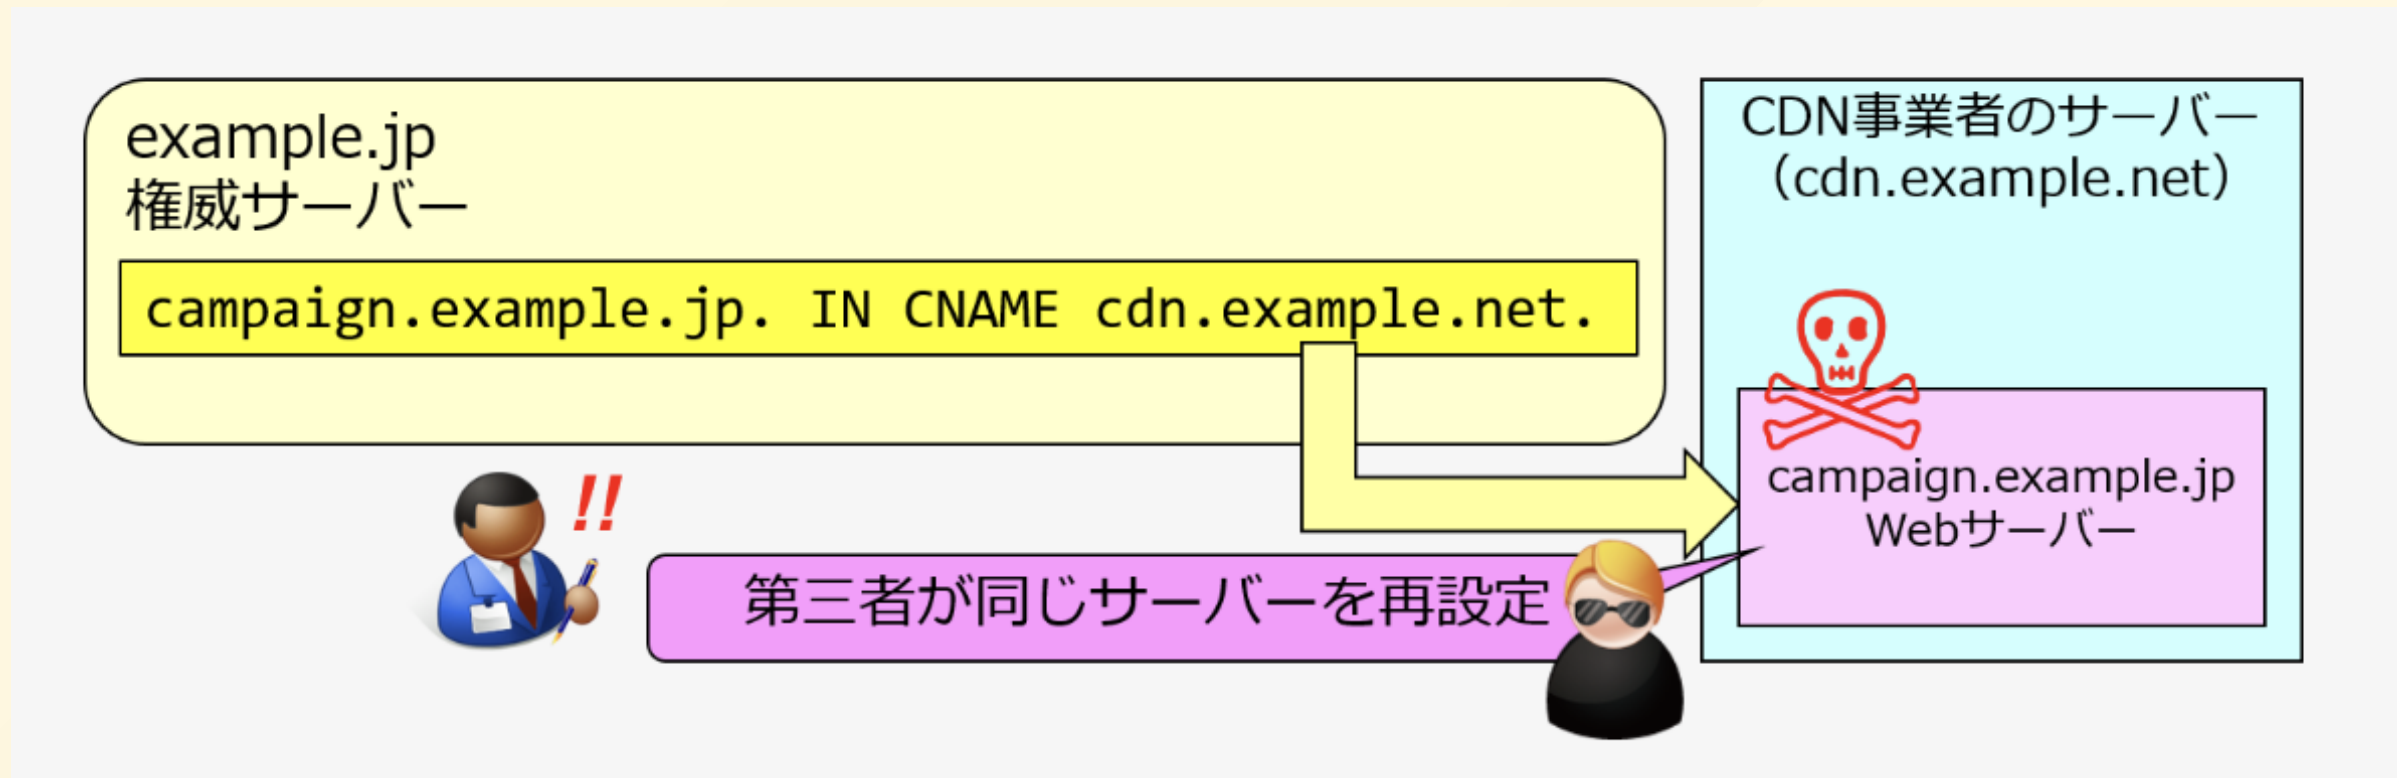 example.jp
権威サーバー
campaign.example.jp. IN CNAME cdn.example.net.
CDN事業者のサーバー
（cdn.example.net）
campaign.example.jp
Webサーバー
!!
第三者が同じサーバーを再設定